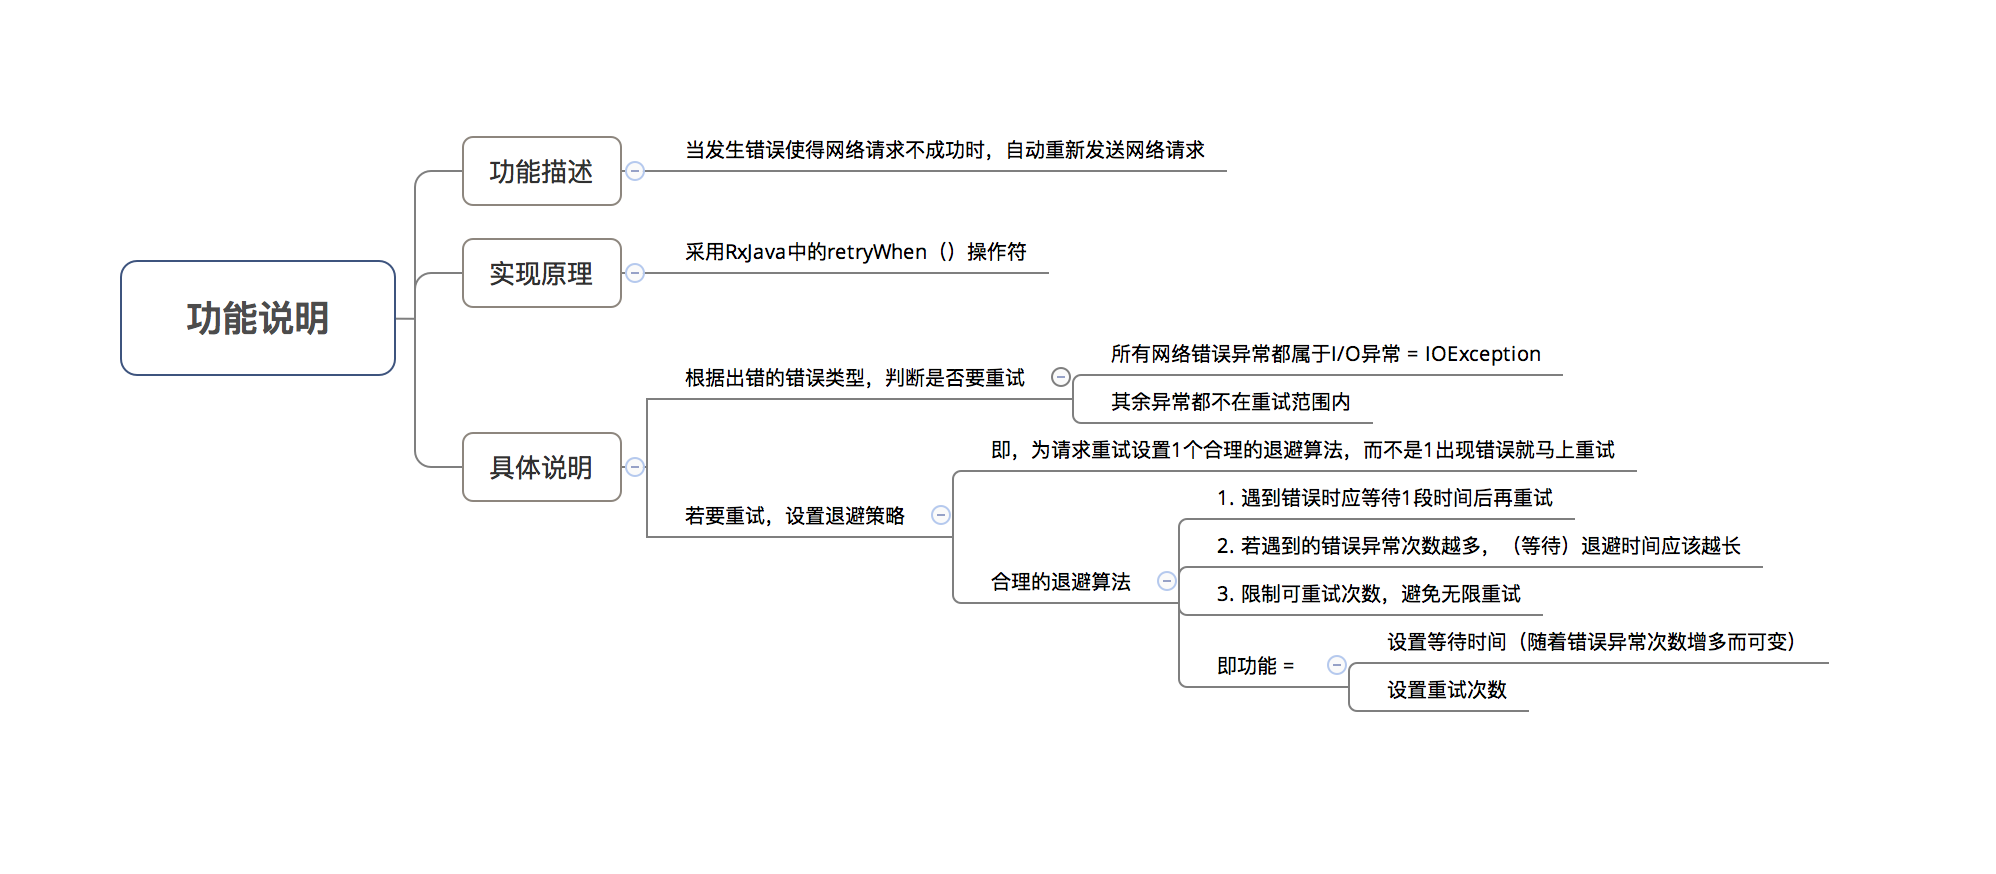 功能说明
功能描述
当发生错误使得网络请求不成功时，自动重新发送网络请求
实现原理
采用RxJava中的retryWhen（）操作符
具体说明
根据出错的错误类型，判断是否要重试
所有网络错误异常都属于I/O异常 = IOException
其余异常都不在重试范围内
若要重试，设置退避策略
即，为请求重试设置1个合理的退避算法，而不是1出现错误就马上重试
合理的退避算法
1. 遇到错误时应等待1段时间后再重试
2. 若遇到的错误异常次数越多，（等待）退避时间应该越长
3. 限制可重试次数，避免无限重试
即功能 =
设置等待时间（随着错误异常次数增多而可变）
设置重试次数